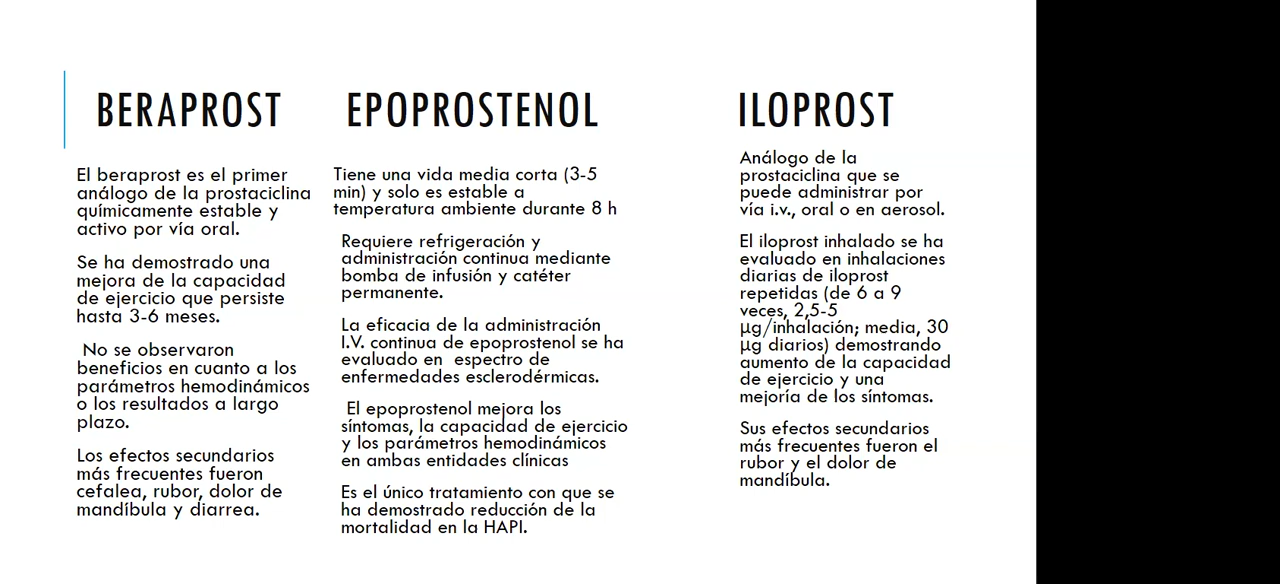 BERAPROST
El beraprost es el primer
análogo de la prostaciclina
químicamente estable y
activo por vía oral.
Se ha demostrado una
mejora de la capacidad
de ejercicio que persiste
hasta 3-6 meses.
No se observaron
beneficios en cuanto a los
parámetros hemodinámicos
o los resultados a largo
plazo.
Los efectos secundarios
más frecuentes fueron
cefalea, rubor, dolor de
mandíbula y diarrea.
EPOPROSTENOL
Tiene una vida media corta (3-5
min) y solo es estable a
temperatura ambiente durante 8 h
Requiere refrigeración y
administración continua mediante
bomba de infusión y catéter
permanente.
La eficacia de la administración
I.V. continua de epoprostenol se ha
evaluado en espectro de
enfermedades esclerodérmicas.
El epoprostenol mejora los
síntomas, la capacidad de ejercicio
y los parámetros hemodinámicos
en ambas entidades clínicas
Es el único tratamiento con que se
ha demostrado reducción de la
mortalidad en la HAPI.
ILOPROST
Análogo de la
prostaciclina que se
puede administrar por
vía i.v., oral o en aerosol.
El iloprost inhalado se ha
evaluado en inhalaciones
diarias de iloprost
repetidas (de 6 a 9
veces, 2,5-5
µg/inhalación; media, 30
µg diarios) demostrando
aumento de la capacidad
de ejercicio y una
mejoría de los síntomas.
Sus efectos secundarios
más frecuentes fueron el
rubor y el dolor de
mandíbula.